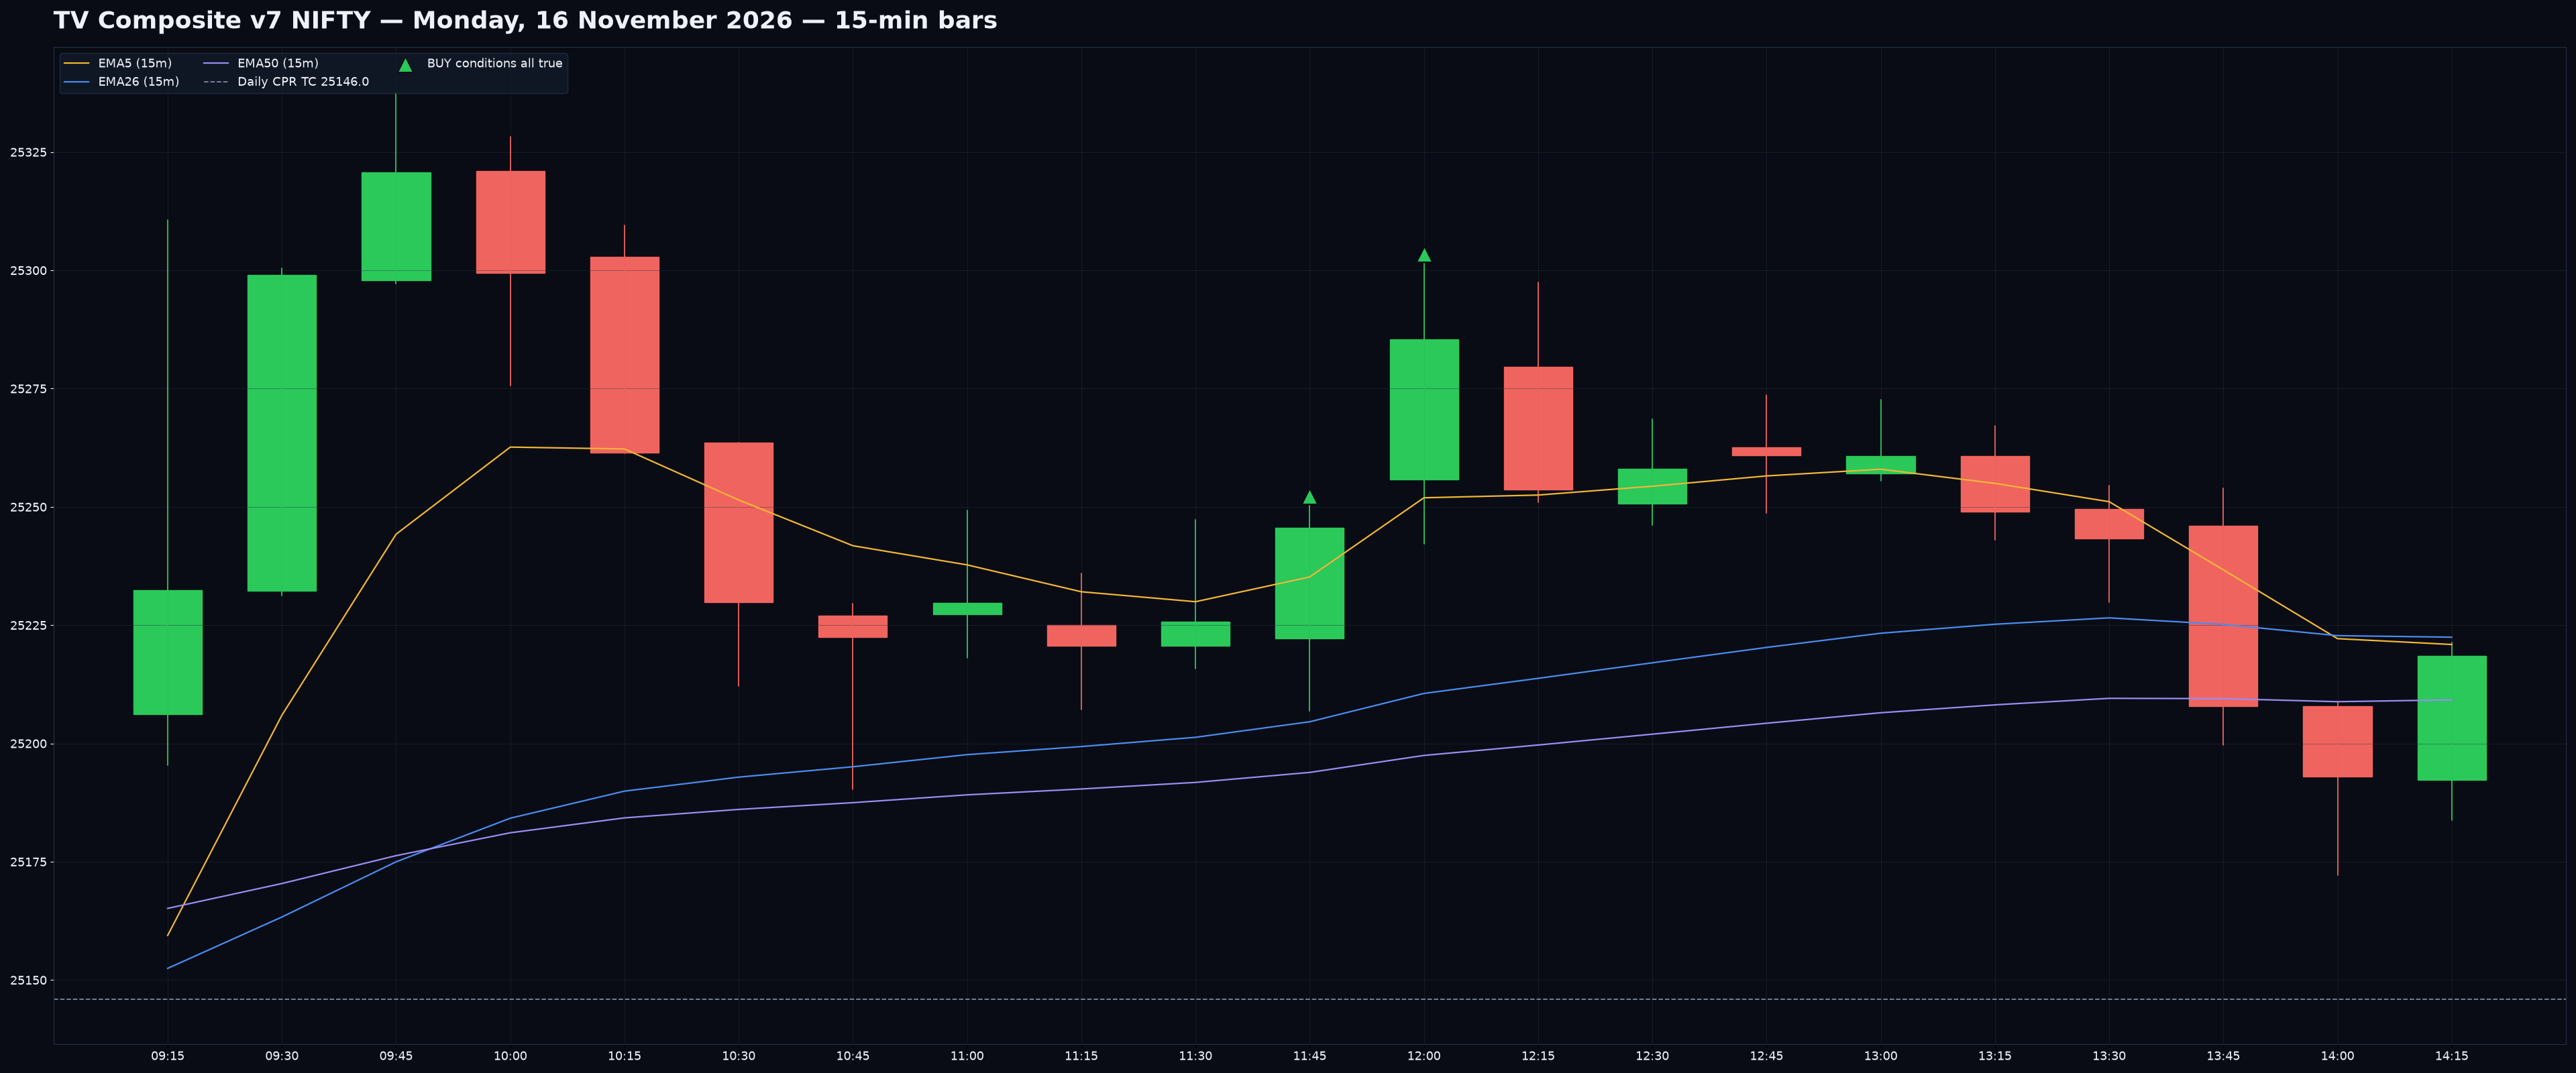 TV Composite v7 NIFTY — Monday, 16 November 2026 — 15-min bars
EMA5 (15m)
EMA26 (15m)
EMA50 (15m)
Daily CPR TC 25146.0
BUY conditions all true
25325
25300
25275
25250
25225
25200
25175
25150
09:15 09:30 09:45 10:00 10:15 10:30 10:45 11:00 11:15 11:30 11:45 12:00 12:15 12:30 12:45 13:00 13:15 13:30 13:45 14:00 14:15